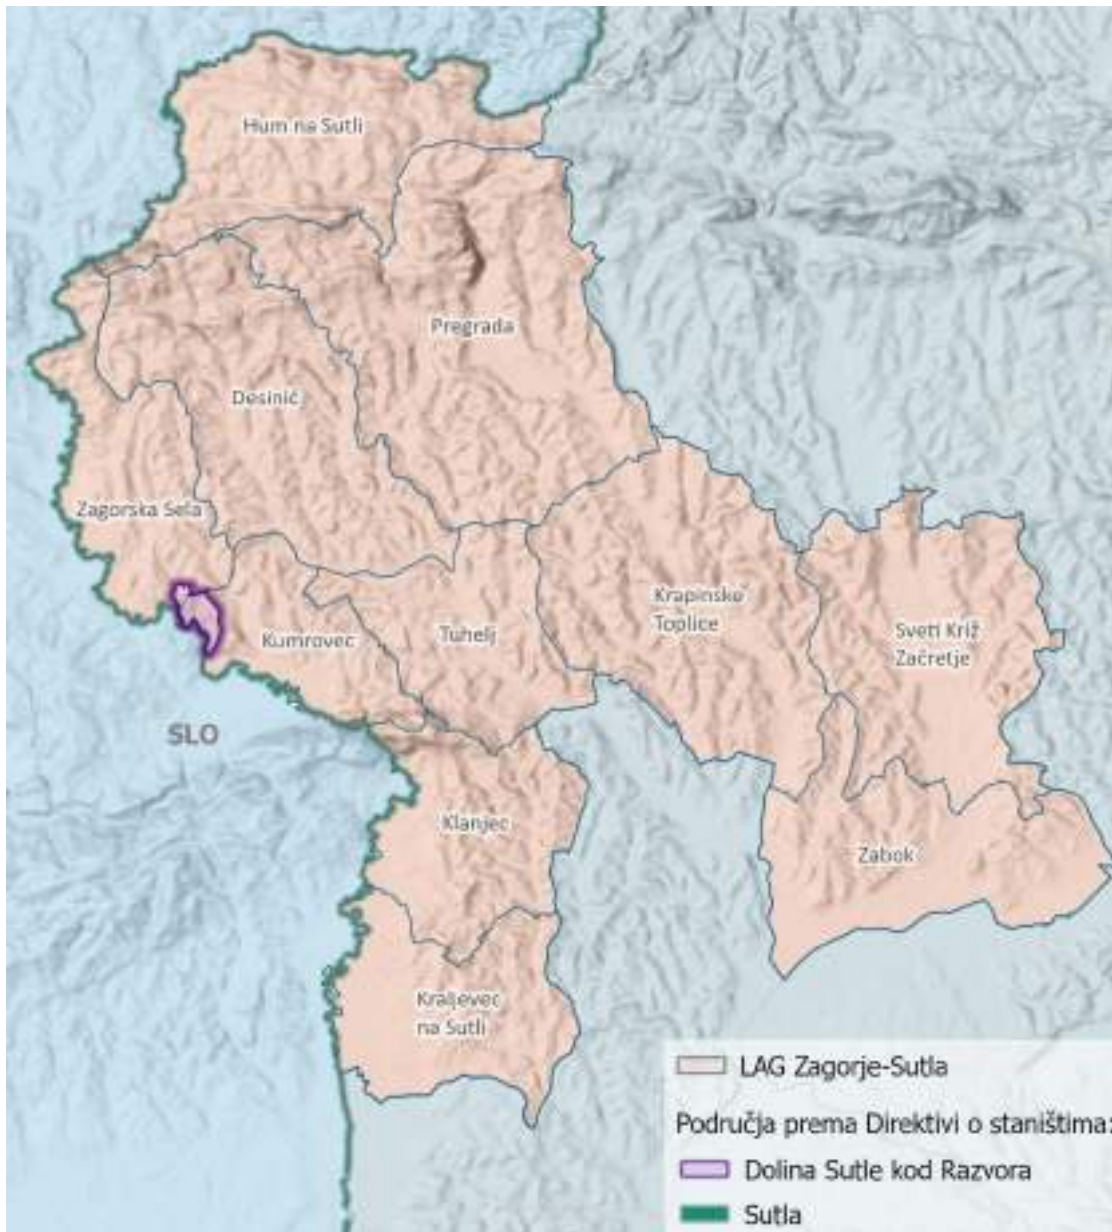 Hum na Sutli
Pregrada
Desinić
Zagorska Sela
Krapinske
Toplice
Kumrovec
Tuhelj
Sveti Križ
Začretje
SLO
Klanjec
Zabok
Kraljevec
na Sutli
LAG Zagorje-Sutla
Područja prema Direktivi o staništima:
Dolina Sutle kod Razvora
Sutla